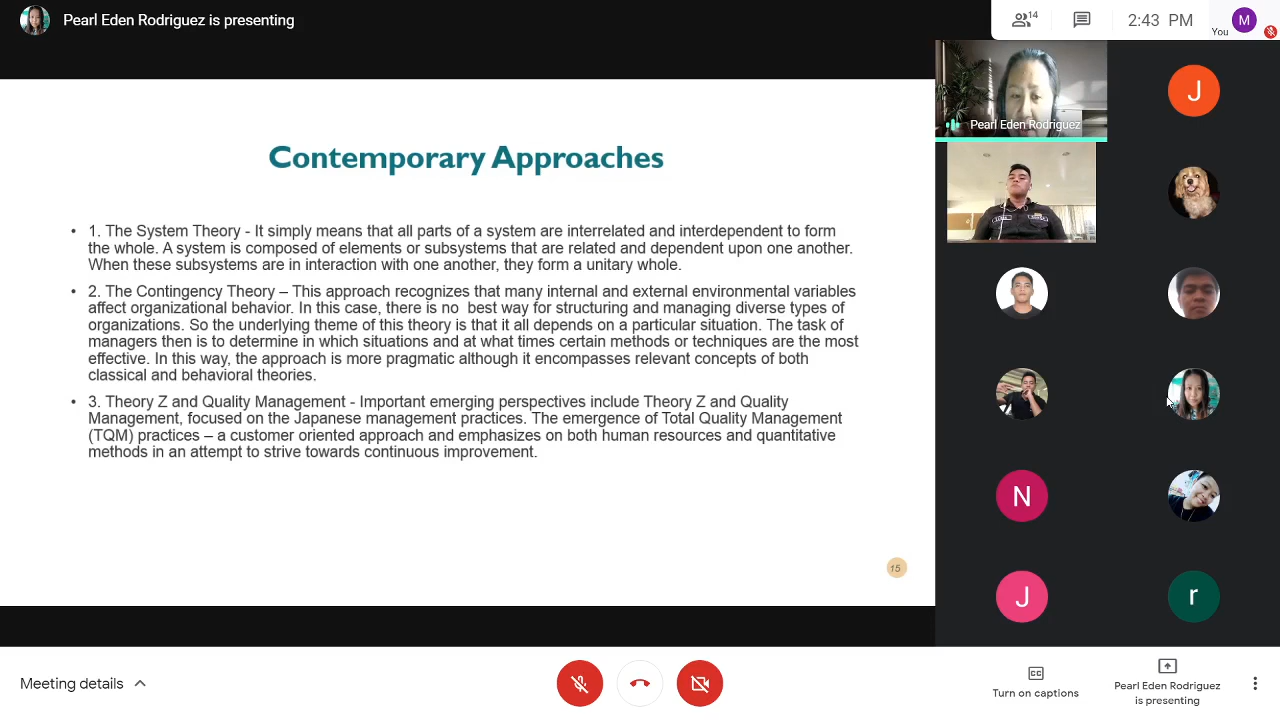 Pearl Eden Rodriguez is presenting
14
2:43 PM
You
M
Contemporary Approaches
• 1. The System Theory - It simply means that all parts of a system are interrelated and interdependent to form
the whole. A system is composed of elements or subsystems that are related and dependent upon one another.
When these subsystems are in interaction with one another, they form a unitary whole.
• 2. The Contingency Theory – This approach recognizes that many internal and external environmental variables
affect organizational behavior. In this case, there is no  best way for structuring and managing diverse types of
organizations. So the underlying theme of this theory is that it all depends on a particular situation. The task of
managers then is to determine in which situations and at what times certain methods or techniques are the most
effective. In this way, the approach is more pragmatic although it encompasses relevant concepts of both
classical and behavioral theories.
• 3. Theory Z and Quality Management - Important emerging perspectives include Theory Z and Quality
Management, focused on the Japanese management practices. The emergence of Total Quality Management
(TQM) practices – a customer oriented approach and emphasizes on both human resources and quantitative
methods in an attempt to strive towards continuous improvement.
15
Pearl Eden Rodriguez
J
N
J
r
Meeting details
CC
Turn on captions
Pearl Eden Rodriguez
is presenting